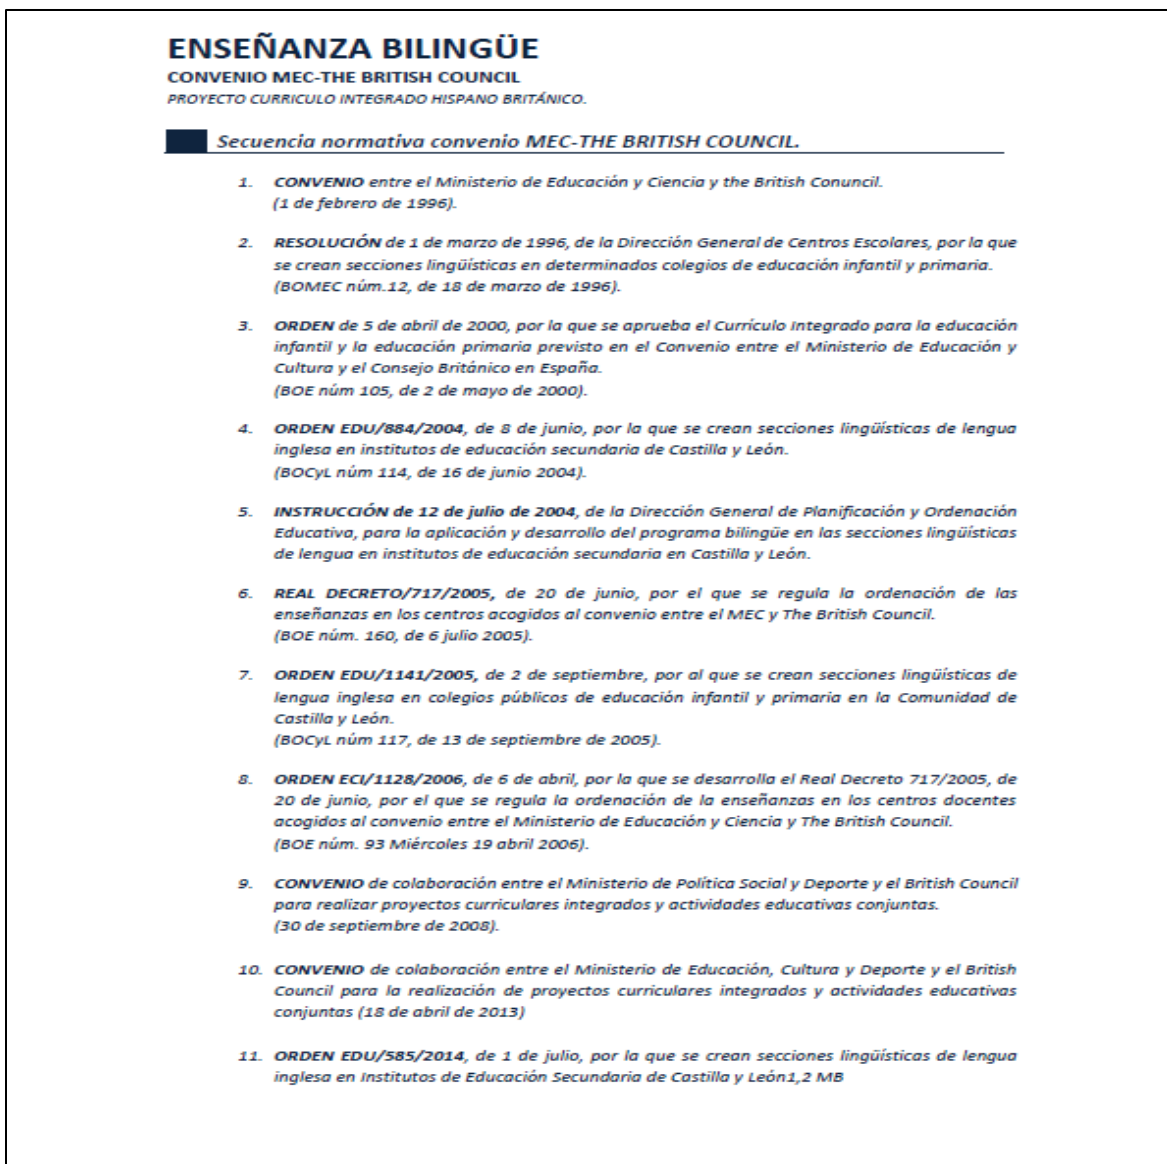 ENSEÑANZA BILINGÜE
CONVENIO MEC-THE BRITISH COUNCIL
PROYECTO CURRICULO INTEGRADO HISPANO BRITÁNICO.
Secuencia normativa convenio MEC-THE BRITISH COUNCIL.
1. CONVENIO entre el Ministerio de Educación y Ciencia y the British Conuncil.
(1 de febrero de 1996).
2. RESOLUCIÓN de 1 de marzo de 1996, de la Dirección General de Centros Escolares, por la que
se crean secciones lingüísticas en determinados colegios de educación infantil y primaria.
(BOMEC núm.12, de 18 de marzo de 1996).
3. ORDEN de 5 de abril de 2000, por la que se aprueba el Currículo Integrado para la educación
infantil y la educación primaria previsto en el Convenio entre el Ministerio de Educación y
Cultura y el Consejo Británico en España.
(BOE núm 105, de 2 de mayo de 2000).
4. ORDEN EDU/884/2004, de 8 de junio, por la que se crean secciones lingüísticas de lengua
inglesa en institutos de educación secundaria de Castilla y León.
(BOCyL núm 114, de 16 de junio 2004).
5. INSTRUCCIÓN de 12 de julio de 2004, de la Dirección General de Planificación y Ordenación
Educativa, para la aplicación y desarrollo del programa bilingüe en las secciones lingüísticas
de lengua en institutos de educación secundaria en Castilla y León.
6. REAL DECRETO/717/2005, de 20 de junio, por el que se regula la ordenación de las
enseñanzas en los centros acogidos al convenio entre el MEC y The British Council.
(BOE núm. 160, de 6 julio 2005).
7. ORDEN EDU/1141/2005, de 2 de septiembre, por al que se crean secciones lingüísticas de
lengua inglesa en colegios públicos de educación infantil y primaria en la Comunidad de
Castilla y León.
(BOCyL núm 117, de 13 de septiembre de 2005).
8. ORDEN ECI/1128/2006, de 6 de abril, por la que se desarrolla el Real Decreto 717/2005, de
20 de junio, por el que se regula la ordenación de la enseñanzas en los centros docentes
acogidos al convenio entre el Ministerio de Educación y Ciencia y The British Council.
(BOE núm. 93 Miércoles 19 abril 2006).
9. CONVENIO de colaboración entre el Ministerio de Política Social y Deporte y el British Council
para realizar proyectos curriculares integrados y actividades educativas conjuntas.
(30 de septiembre de 2008).
10. CONVENIO de colaboración entre el Ministerio de Educación, Cultura y Deporte y el British
Council para la realización de proyectos curriculares integrados y actividades educativas
conjuntas (18 de abril de 2013)
11. ORDEN EDU/585/2014, de 1 de julio, por la que se crean secciones lingüísticas de lengua
inglesa en Institutos de Educación Secundaria de Castilla y León1,2 MB